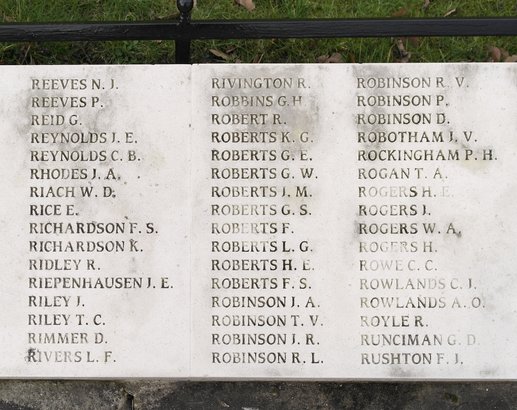 REEVES N. J.
REEVES P.
REID G.
REYNOLDS J. E.
REYNOLDS C. B.
RHODES J. A.
RIACH W. D.
RICE E.
RICHARDSON F. S.
RICHARDSON K.
RIDLEY R.
RIEPENHAUSEN J. E.
RILEY J.
RILEY T. C.
RIMMER D.
RIVERS L. F.
RIVINGTON R.
ROBBINS G. H.
ROBERT R.
ROBERTS K. G.
ROBERTS G. E.
ROBERTS G. W.
ROBERTS J. M.
ROBERTS G. S.
ROBERTS F.
ROBERTS L. G.
ROBERTS H. E.
ROBERTS F. S.
ROBINSON J. A.
ROBINSON T. V.
ROBINSON J. R.
ROBINSON R. L.
ROBINSON R. V.
ROBINSON P.
ROBINSON D.
ROBOTHAM J. V.
ROCKINGHAM P. H.
ROGAN T. A.
ROGERS H. E.
ROGERS J.
ROGERS W. A.
ROGERS H.
ROWE C. C.
ROWLANDS C. J.
ROWLANDS A. O.
ROYLE R.
RUNCIMAN G. D.
RUSHTON F. J.